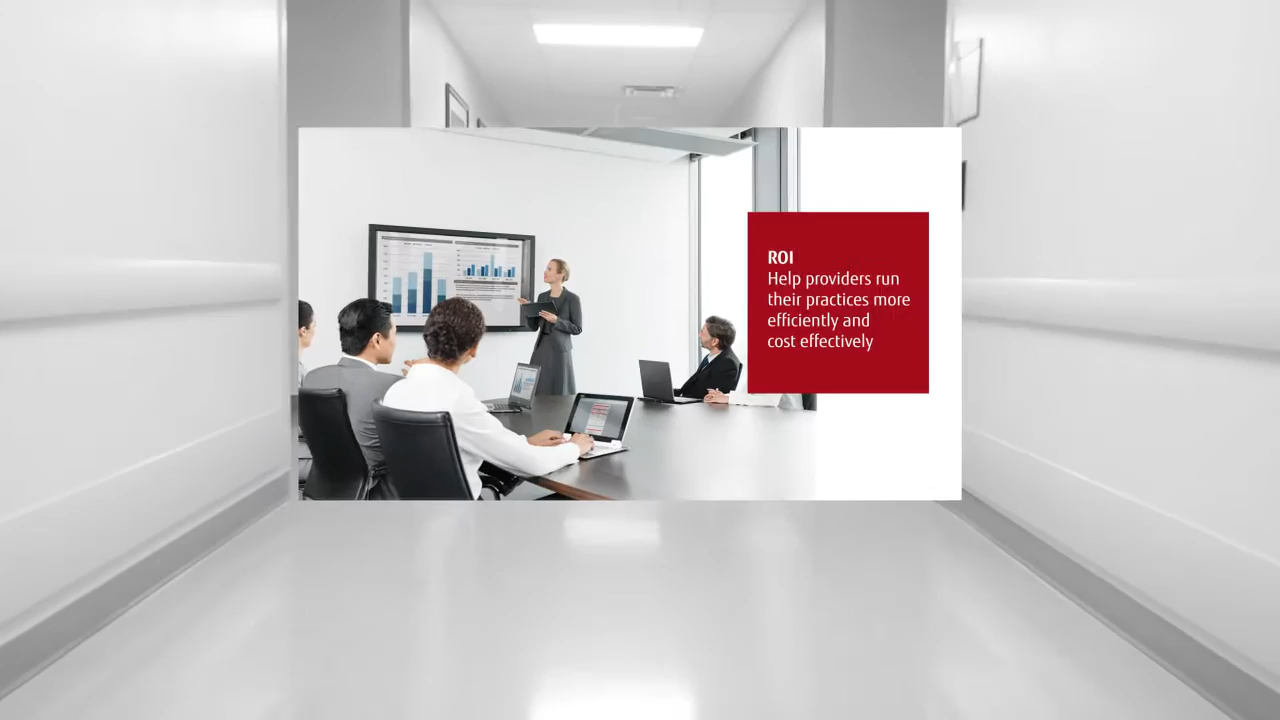 ROI
Help providers run
their practices more
efficiently and
cost effectively